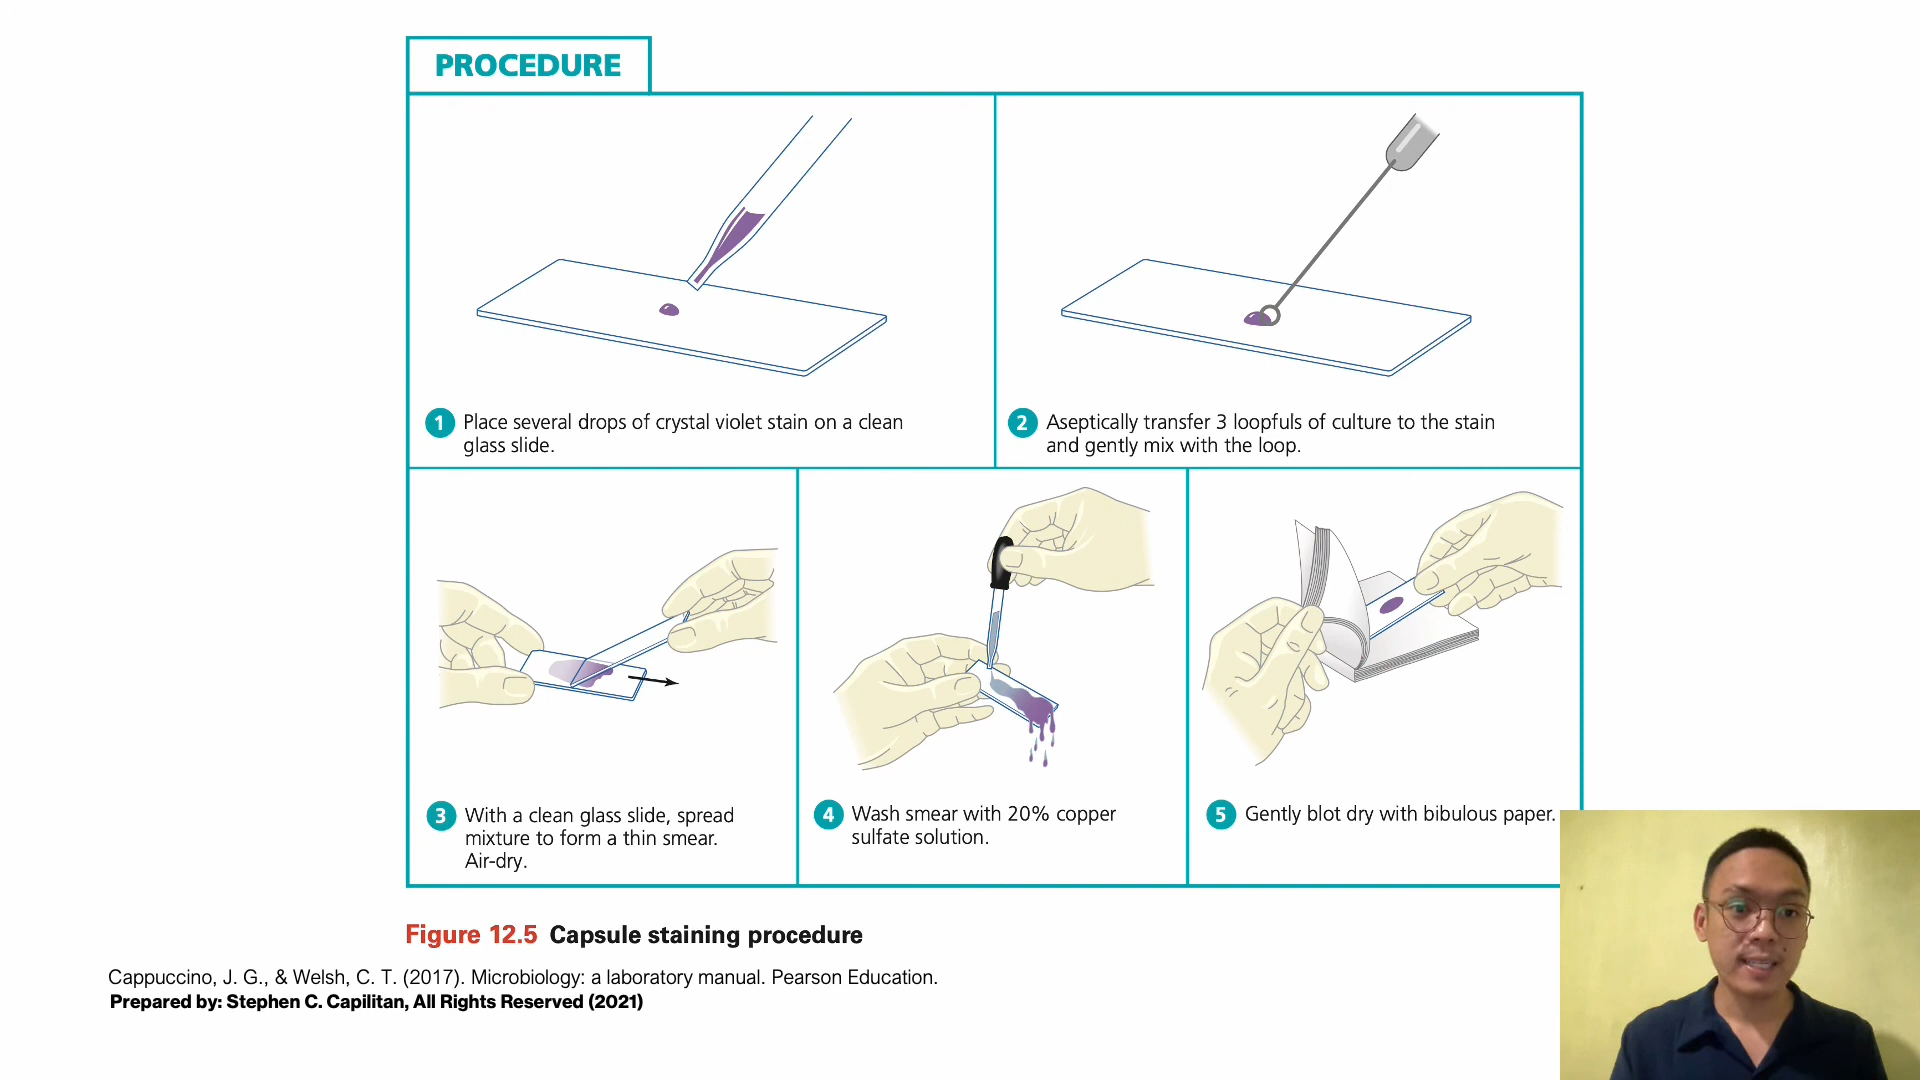 PROCEDURE
1 Place several drops of crystal violet stain on a clean
glass slide.
2 Aseptically transfer 3 loopfuls of culture to the stain
and gently mix with the loop.
3 With a clean glass slide, spread
mixture to form a thin smear.
Air-dry.
4 Wash smear with 20% copper
sulfate solution.
5 Gently blot dry with bibulous paper.
Figure 12.5 Capsule staining procedure
Cappuccino, J. G., & Welsh, C. T. (2017). Microbiology: a laboratory manual. Pearson Education.
Prepared by: Stephen C. Capilitan, All Rights Reserved (2021)